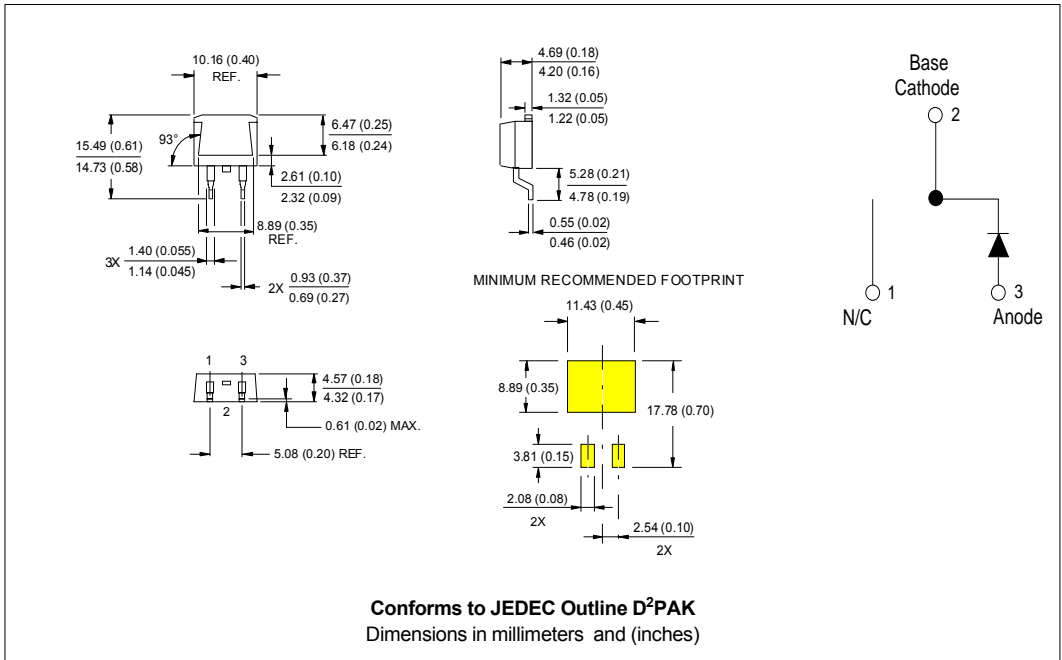 10.16 (0.40)
REF.
15.49 (0.61)
14.73 (0.58)
93°
6.47 (0.25)
6.18 (0.24)
2.61 (0.10)
2.32 (0.09)
8.89 (0.35)
REF.
3X
1.40 (0.055)
1.14 (0.045)
2X
0.93 (0.37)
0.69 (0.27)
4.69 (0.18)
4.20 (0.16)
1.32 (0.05)
1.22 (0.05)
5.28 (0.21)
4.78 (0.19)
0.55 (0.02)
0.46 (0.02)
Base
Cathode
2
1
N/C
3
Anode
1 3
2
4.57 (0.18)
4.32 (0.17)
0.61 (0.02) MAX.
5.08 (0.20) REF.
MINIMUM RECOMMENDED FOOTPRINT
11.43 (0.45)
8.89 (0.35)
17.78 (0.70)
3.81 (0.15)
2.08 (0.08)
2X
2.54 (0.10)
2X
Conforms to JEDEC Outline D²PAK
Dimensions in millimeters and (inches)